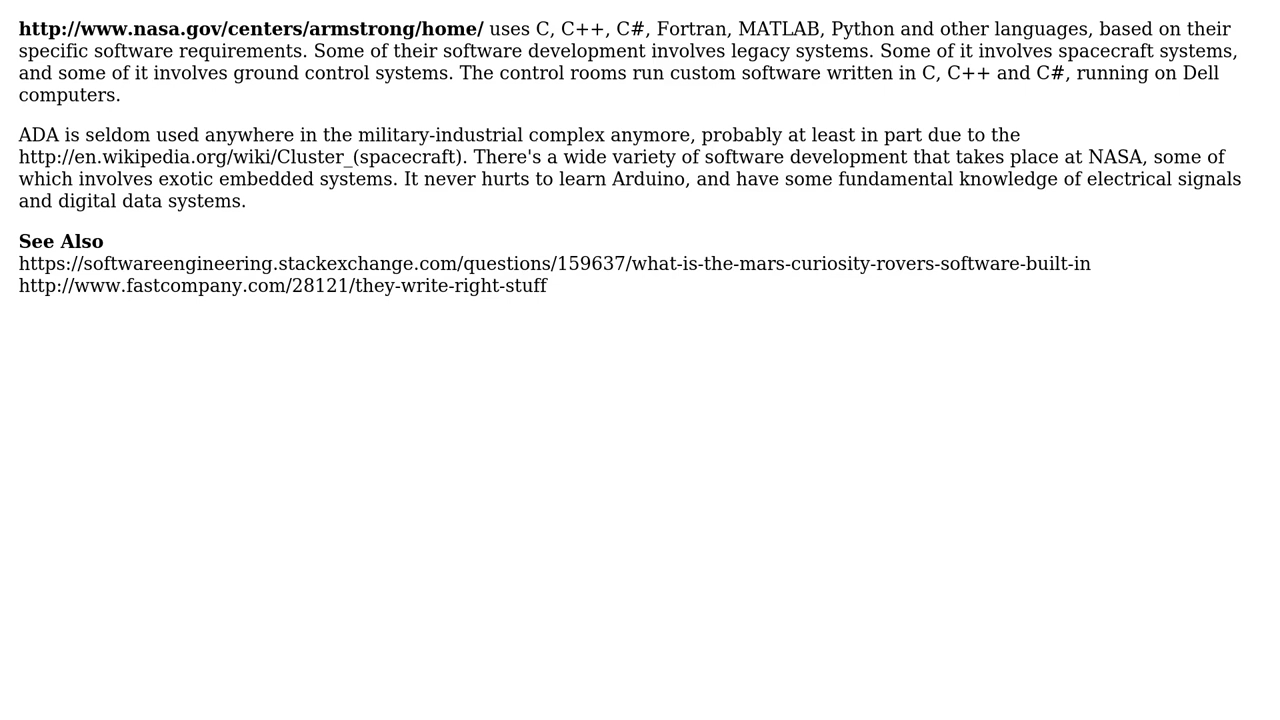 http://www.nasa.gov/centers/armstrong/home/ uses C, C++, C#, Fortran, MATLAB, Python and other languages, based on their
specific software requirements. Some of their software development involves legacy systems. Some of it involves spacecraft systems,
and some of it involves ground control systems. The control rooms run custom software written in C, C++ and C#, running on Dell
computers.
ADA is seldom used anywhere in the military-industrial complex anymore, probably at least in part due to the
http://en.wikipedia.org/wiki/Cluster_(spacecraft). There's a wide variety of software development that takes place at NASA, some of
which involves exotic embedded systems. It never hurts to learn Arduino, and have some fundamental knowledge of electrical signals
and digital data systems.
See Also
https://softwareengineering.stackexchange.com/questions/159637/what-is-the-mars-curiosity-rovers-software-built-in
http://www.fastcompany.com/28121/they-write-right-stuff